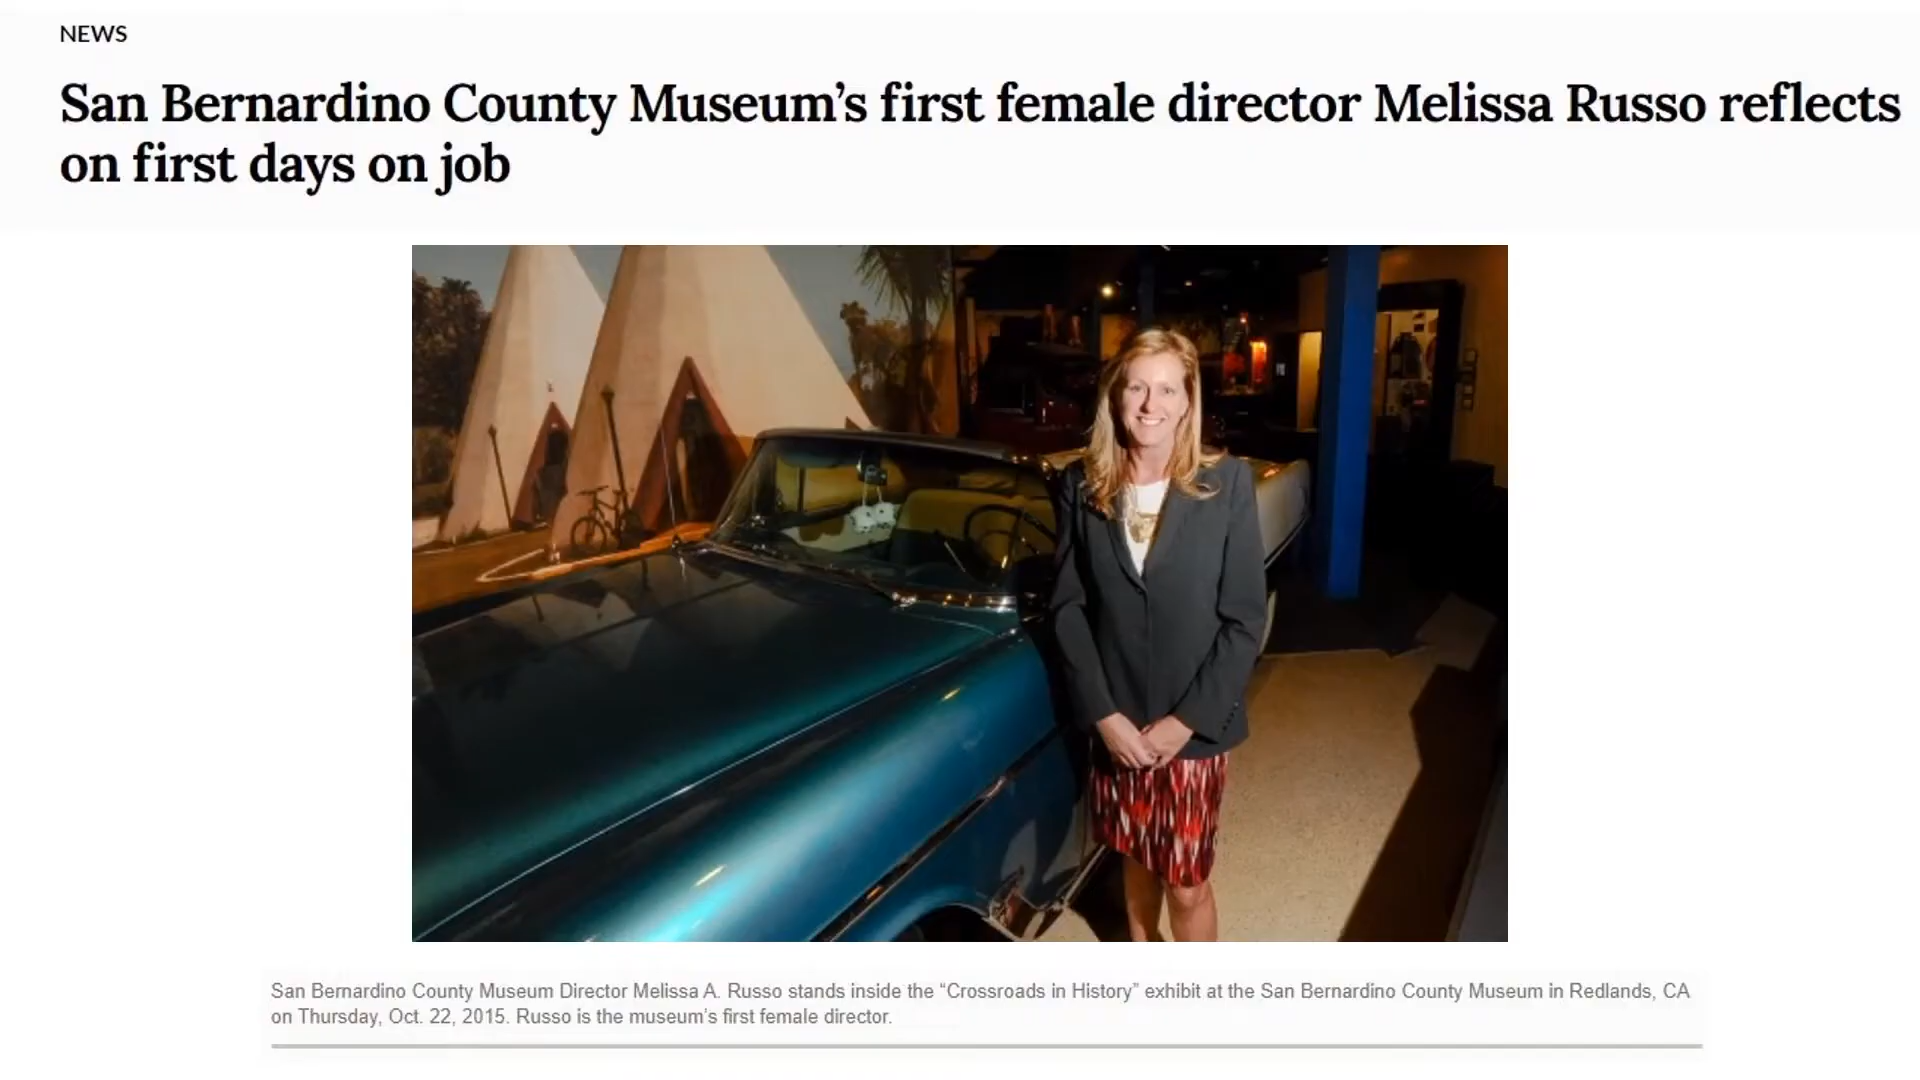 NEWS
San Bernardino County Museum’s first female director Melissa Russo reflects
on first days on job
San Bernardino County Museum Director Melissa A. Russo stands inside the “Crossroads in History” exhibit at the San Bernardino County Museum in Redlands, CA
on Thursday, Oct. 22, 2015. Russo is the museum’s first female director.